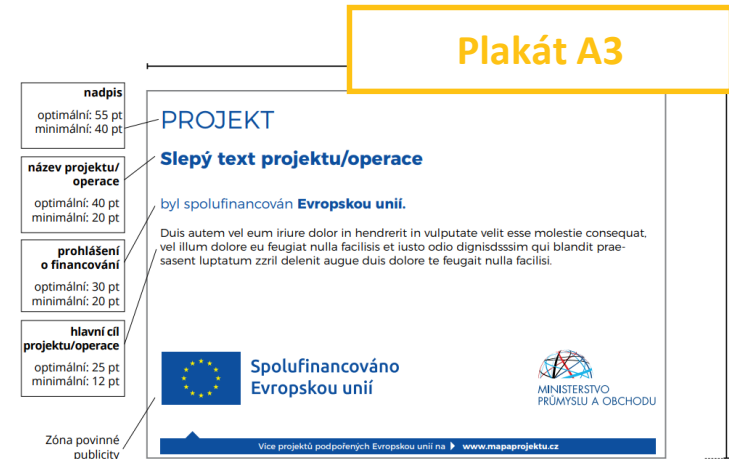 Plakát A3
nadpis
optimální: 55 pt
minimální: 40 pt
název projektu/
operace
optimální: 40 pt
minimální: 20 pt
prohlášení
o financování
optimální: 30 pt
minimální: 20 pt
hlavní cíl
projektu/operace
optimální: 25 pt
minimální: 12 pt
Zóna povinné
publicity
PROJEKT
Slepý text projektu/operace
byl spolufinancován Evropskou unií.
Duis autem vel eum iriure dolor in hendrerit in vulputate velit esse molestie consequat,
vel illum dolore eu feugiat nulla facilisis et iusto odio dignisdsssim qui blandit prae-
sasent luptatum zzril delenit augue duis dolore te feugait nulla facilisi.
Spolufinancováno
Evropskou unií
MINISTERSTVO
PRŮMYSLU A OBCHODU
Více projektů podpořených Evropskou unií na www.mapaprojektu.cz